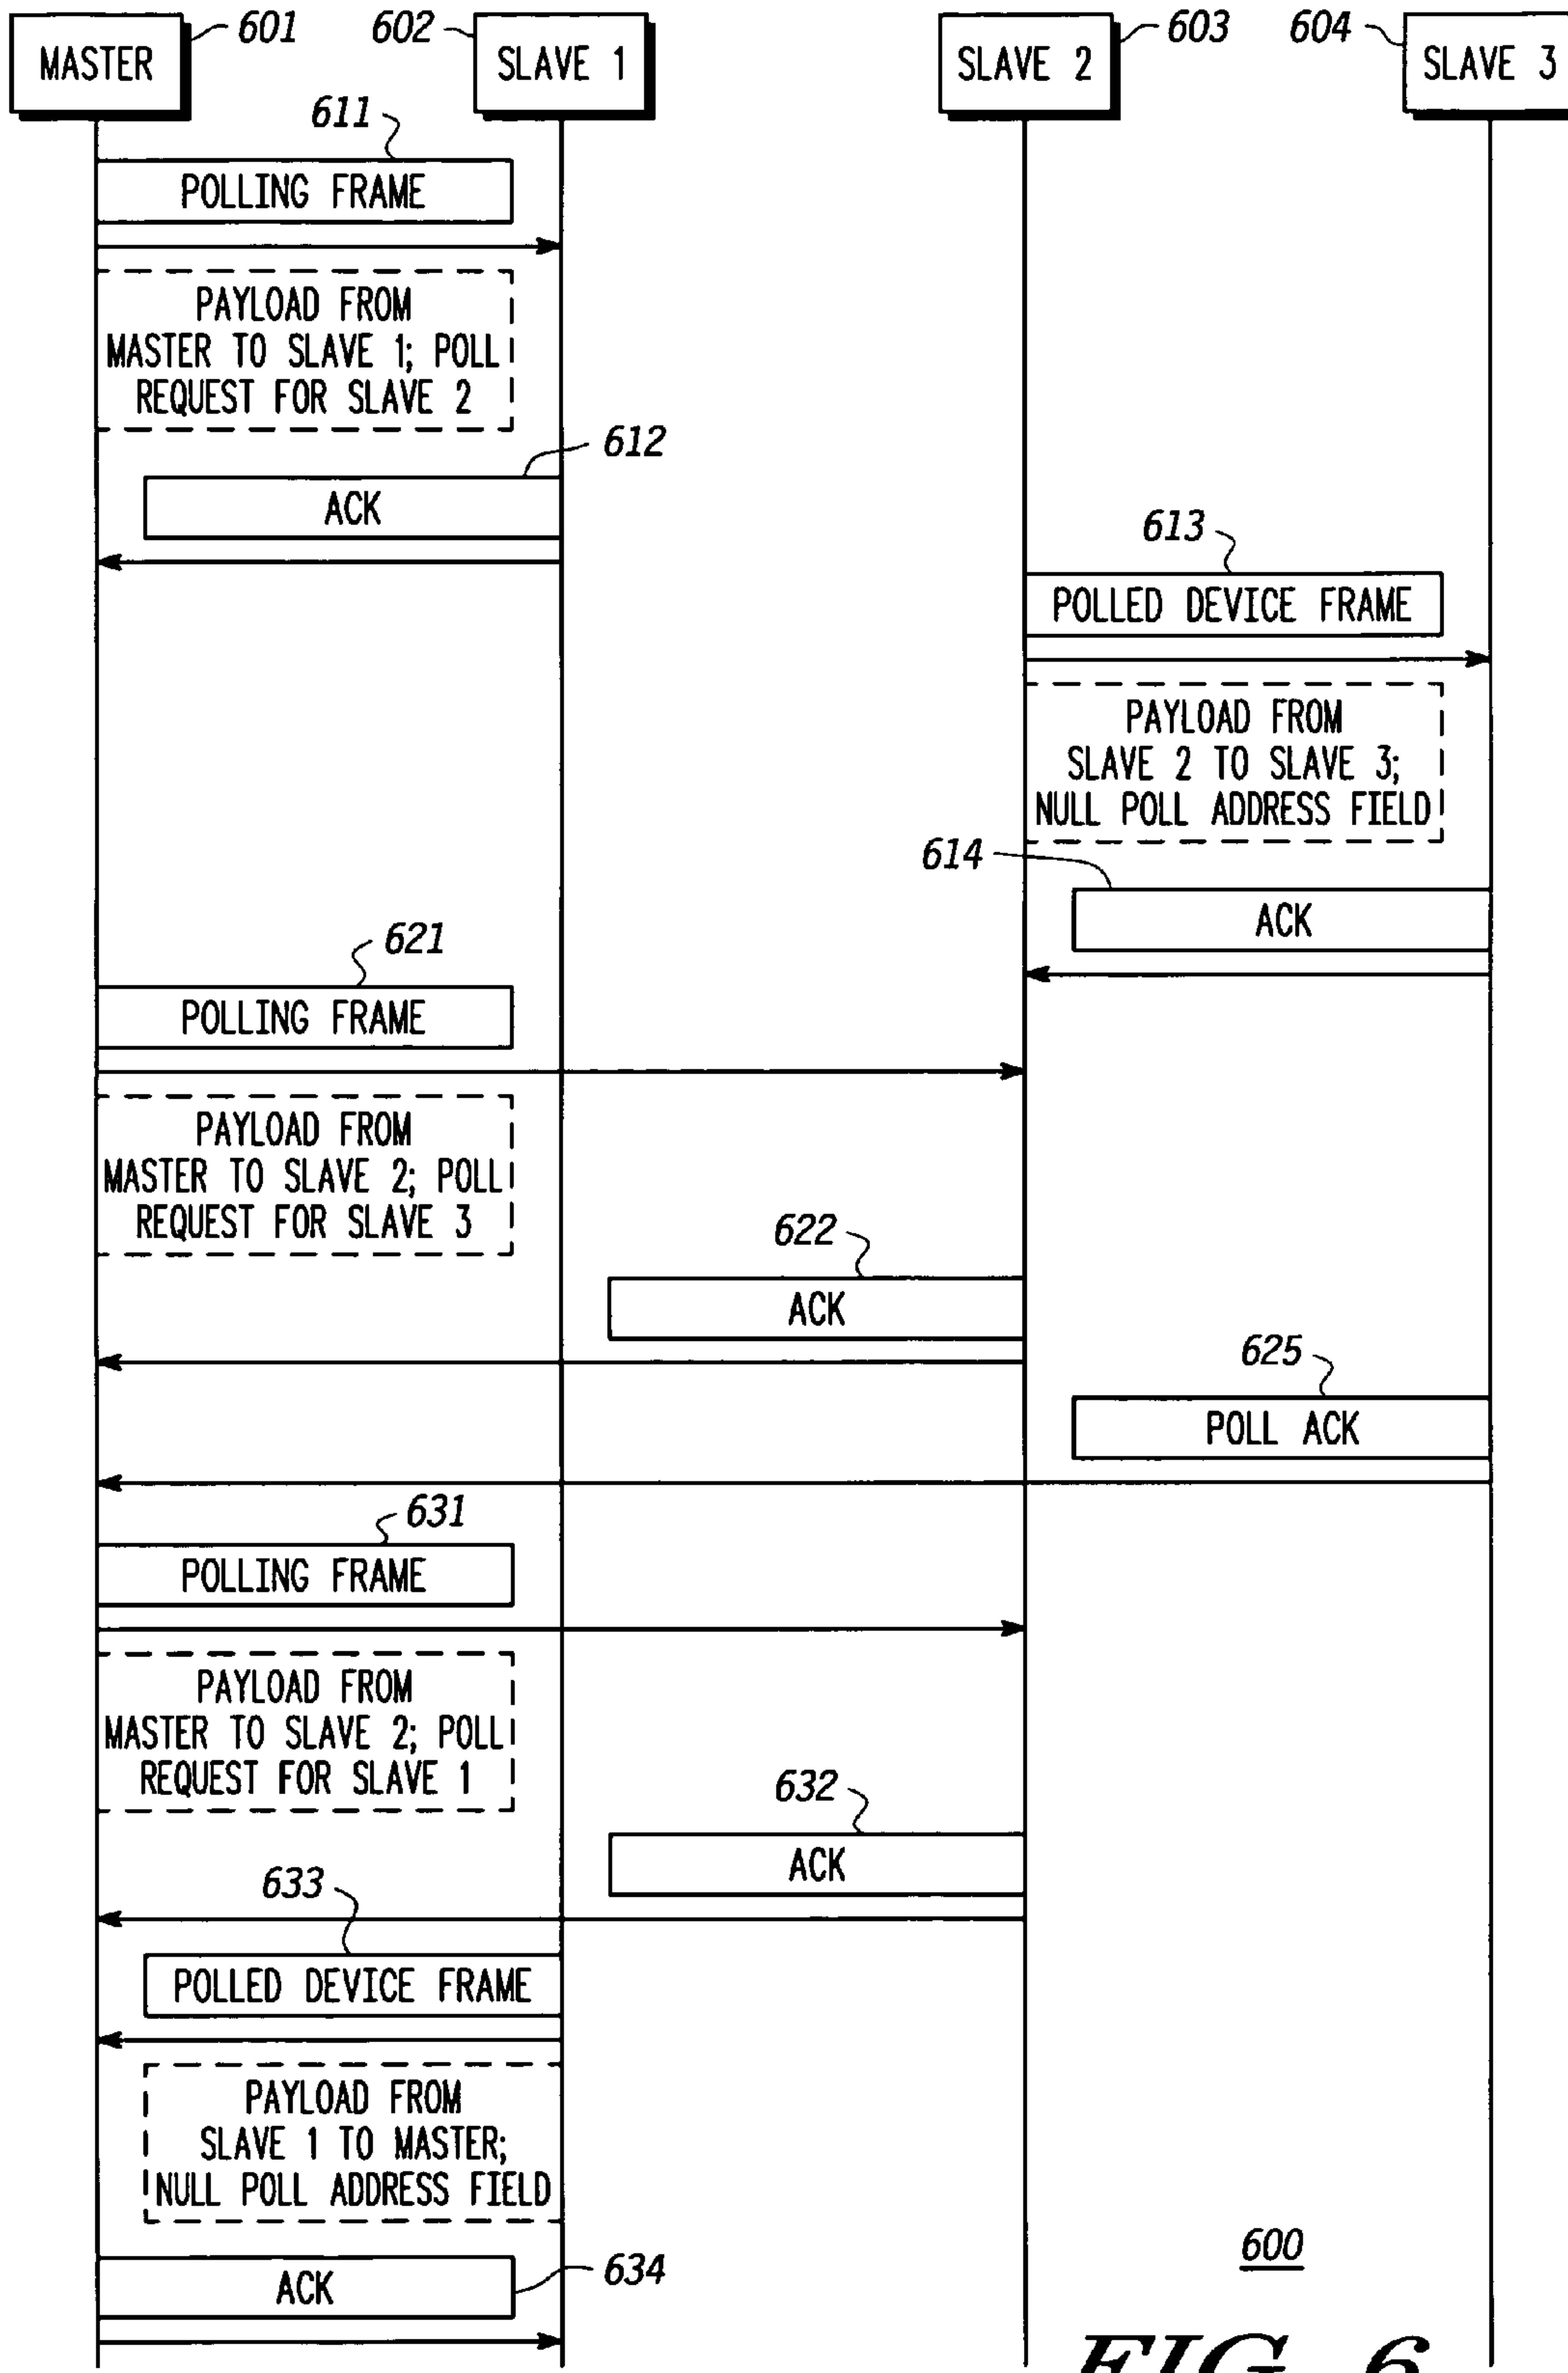 601
602
603
604
MASTER
SLAVE 1
SLAVE 2
SLAVE 3
611
POLLING FRAME
PAYLOAD FROM
MASTER TO SLAVE 1; POLL
REQUEST FOR SLAVE 2
612
ACK
613
POLLED DEVICE FRAME
PAYLOAD FROM
SLAVE 2 TO SLAVE 3;
NULL POLL ADDRESS FIELD
614
ACK
621
POLLING FRAME
PAYLOAD FROM
MASTER TO SLAVE 2; POLL
REQUEST FOR SLAVE 3
622
ACK
625
POLL ACK
631
POLLING FRAME
PAYLOAD FROM
MASTER TO SLAVE 2; POLL
REQUEST FOR SLAVE 1
632
ACK
633
POLLED DEVICE FRAME
PAYLOAD FROM
SLAVE 1 TO MASTER;
NULL POLL ADDRESS FIELD
634
ACK
600
FIG. 6